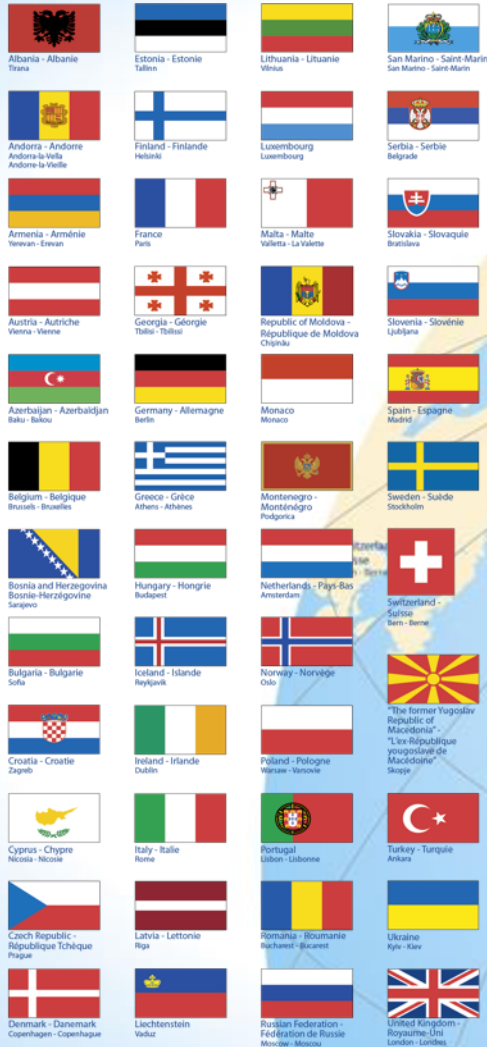 Albania - Albanie
Tirana
Andorra - Andorre
Andorra-la-Vella
Andorre-la-Vieille
Armenia - Arménie
Yerevan - Erevan
Austria - Autriche
Vienna - Vienne
Azerbaijan - Azerbaïdjan
Baku - Bakou
Belgium - Belgique
Brussels - Bruxelles
Bosnia and Herzegovina
Bosnie-Herzégovine
Sarajevo
Bulgaria - Bulgarie
Sofia
Croatia - Croatie
Zagreb
Cyprus - Chypre
Nicosia - Nicosie
Czech Republic -
République Tchèque
Prague
Denmark - Danemark
Copenhagen - Copenhague
Estonia - Estonie
Tallinn
Finland - Finlande
Helsinki
France
Paris
Georgia - Géorgie
Tbilisi - Tbilissi
Germany - Allemagne
Berlin
Greece - Grèce
Athens - Athènes
Hungary - Hongrie
Budapest
Iceland - Islande
Reykjavik
Ireland - Irlande
Dublin
Italy - Italie
Rome
Latvia - Lettonie
Riga
Liechtenstein
Vaduz
Lithuania - Lituanie
Vilnius
Luxembourg
Luxembourg
Malta - Malte
Valletta - La Valette
Republic of Moldova -
République de Moldova
Chişinău
Monaco
Monaco
Montenegro -
Monténégro
Podgorica
Netherlands - Pays-Bas
Amsterdam
Norway - Norvège
Oslo
Poland - Pologne
Warsaw - Varsovie
Portugal
Lisbon - Lisbonne
Romania - Roumanie
Bucharest - Bucarest
Russian Federation -
Fédération de Russie
Moscow - Moscou
San Marino - Saint-Marin
San Marino - Saint-Marin
Serbia - Serbie
Belgrade
Slovakia - Slovaquie
Bratislava
Slovenia - Slovénie
Ljubljana
Spain - Espagne
Madrid
Sweden - Suède
Stockholm
Switzerland -
Suisse
Bern - Berne
"The former Yugoslav
Republic of
Macedonia" -
"L'ex-République
yougoslave de
Macédoine"
Skopje
Turkey - Turquie
Ankara
Ukraine
Kyiv - Kiev
United Kingdom -
Royaume-Uni
London - Londres